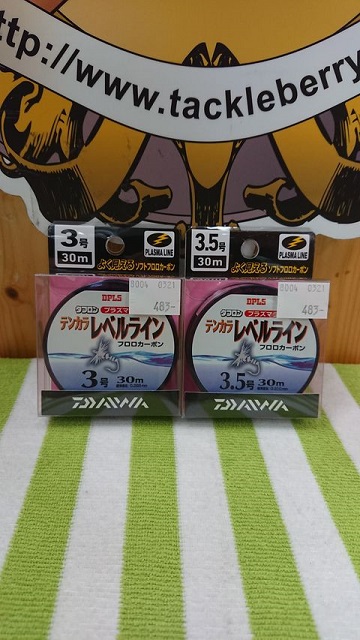 http://www.tackleberry
3号
30m
PLASMA LINE
よく見えるソフトフロロカーボン
8004 0321
483-
DPLS
タフロン プラズマ
テンカラ レベルライン
フロロカーボン
3号 30m
DAIWA
3.5号
30m
PLASMA LINE
よく見えるソフトフロロカーボン
8004 0321
483-
DPLS
タフロン プラズマ
テンカラ レベルライン
フロロカーボン
3.5号 30m
DAIWA